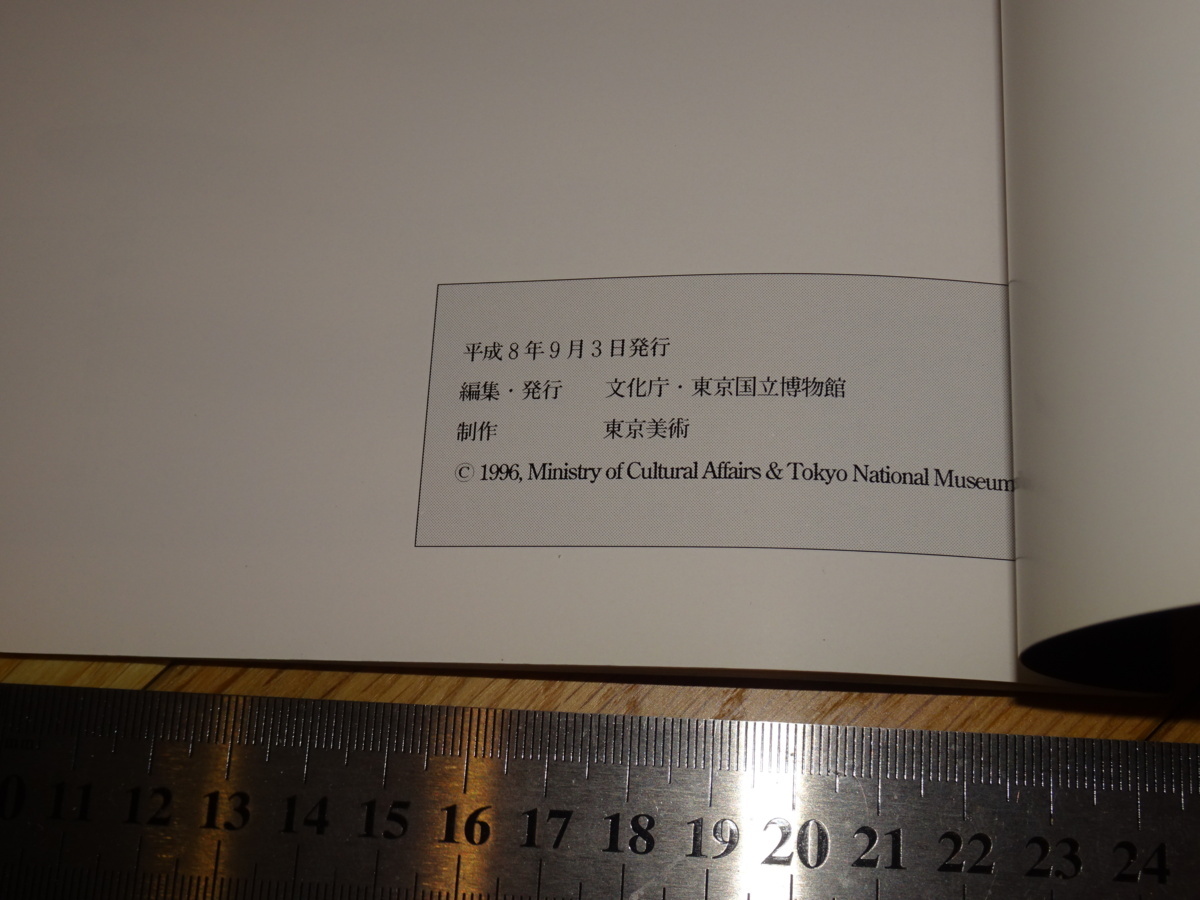 平成8年9月3日発行
編集・発行　文化庁・東京国立博物館
制作　東京美術
© 1996, Ministry of Cultural Affairs & Tokyo National Museum
0 11 12 13 14 15 16 17 18 19 20 21 22 23 24